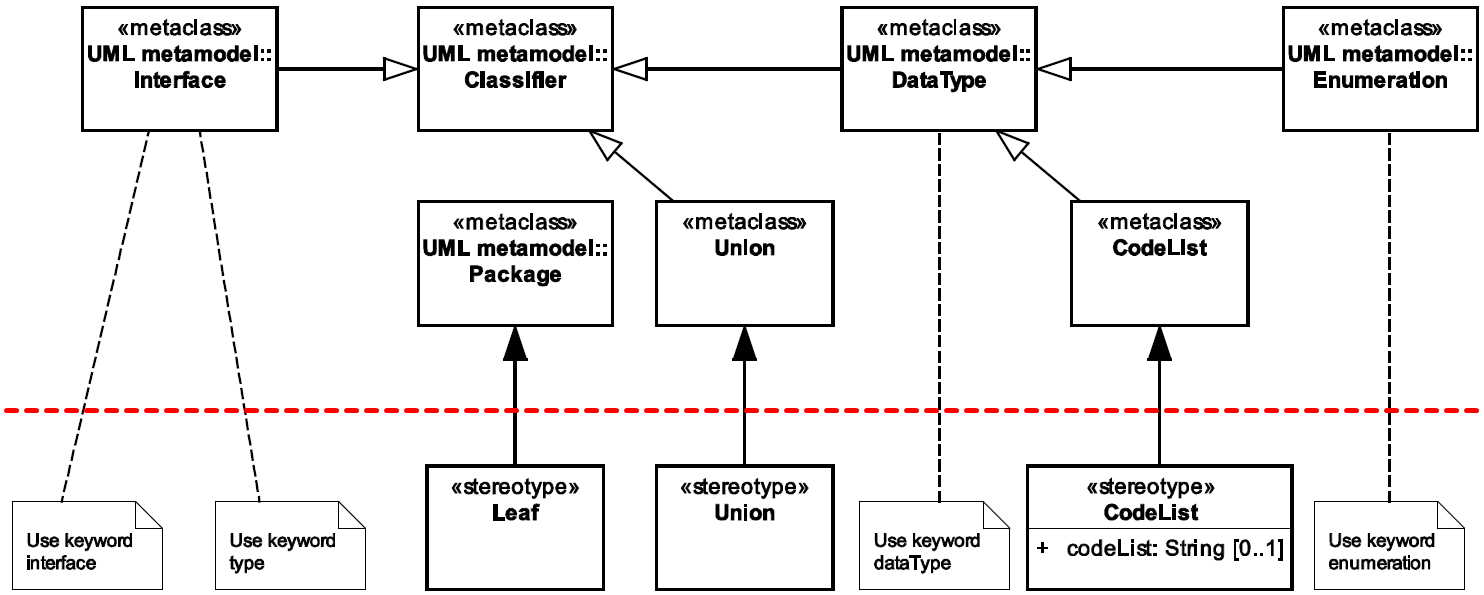 «metaclass»
UML metamodel::
Interface
«metaclass»
UML metamodel::
Classifier
«metaclass»
UML metamodel::
DataType
«metaclass»
UML metamodel::
Enumeration
«metaclass»
UML metamodel::
Package
«metaclass»
Union
«metaclass»
CodeList
Use keyword
interface
Use keyword
type
«stereotype»
Leaf
«stereotype»
Union
Use keyword
dataType
«stereotype»
CodeList
+ codeList: String [0..1]
Use keyword
enumeration